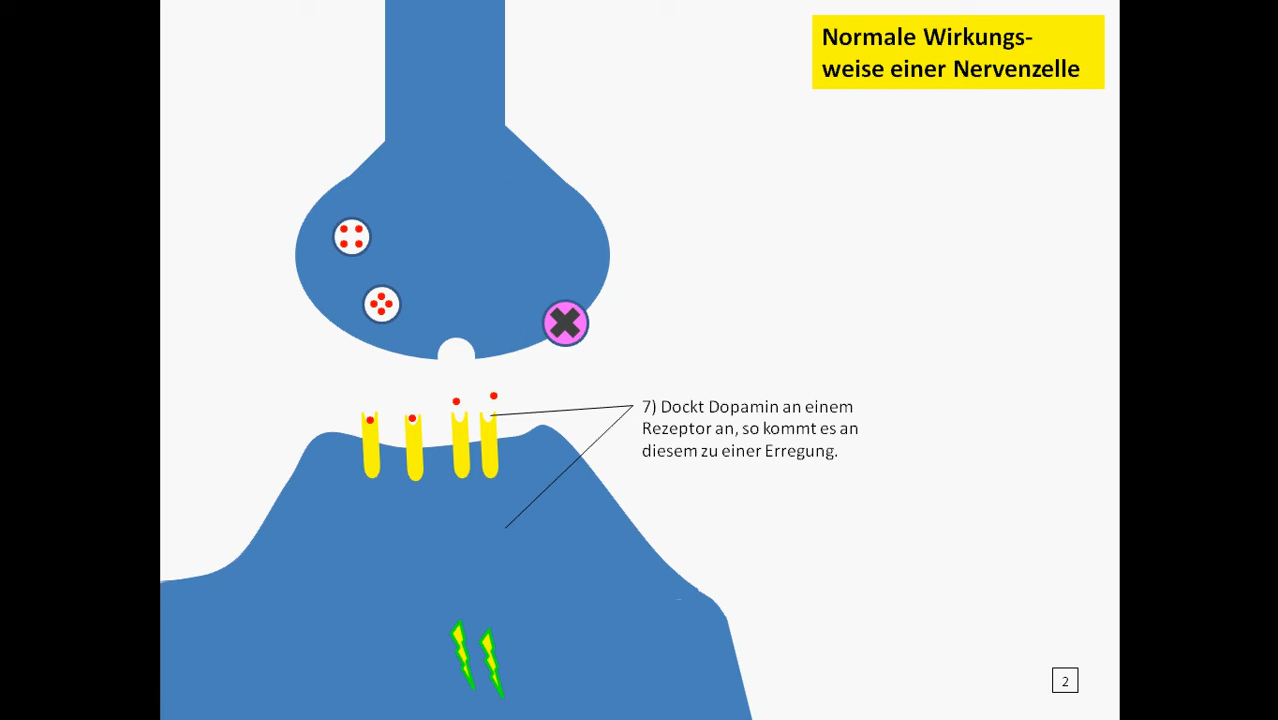 Normale Wirkungs-
weise einer Nervenzelle
7) Dockt Dopamin an einem
Rezeptor an, so kommt es an
diesem zu einer Erregung.
2